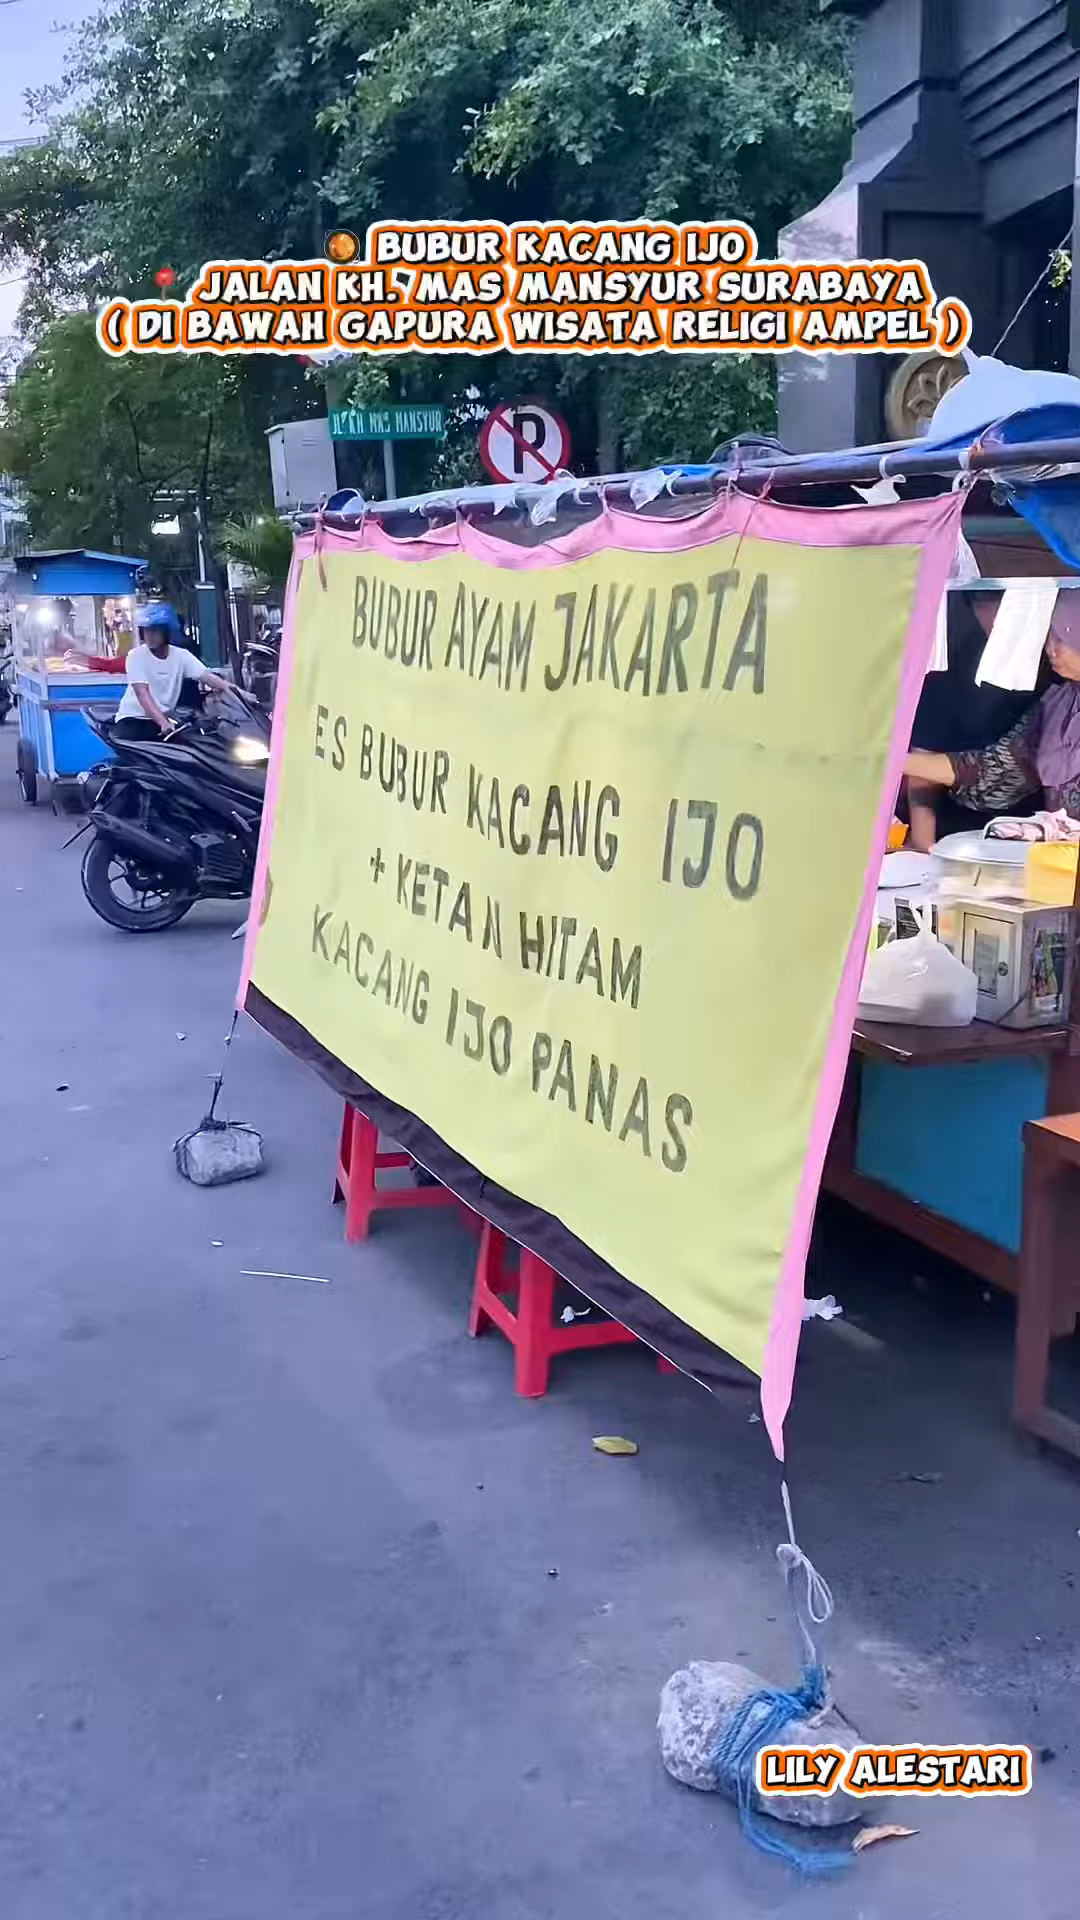 BUBUR KACANG IJO
JALAN KH. MAS MANSYUR SURABAYA
( DI BAWAH GAPURA WISATA RELIGI AMPEL )
JL. KH MAS MANSYUR
P
BUBUR AYAM JAKARTA
ES BUBUR KACANG IJO
+ KETAN HITAM
KACANG IJO PANAS
LILY ALESTARI